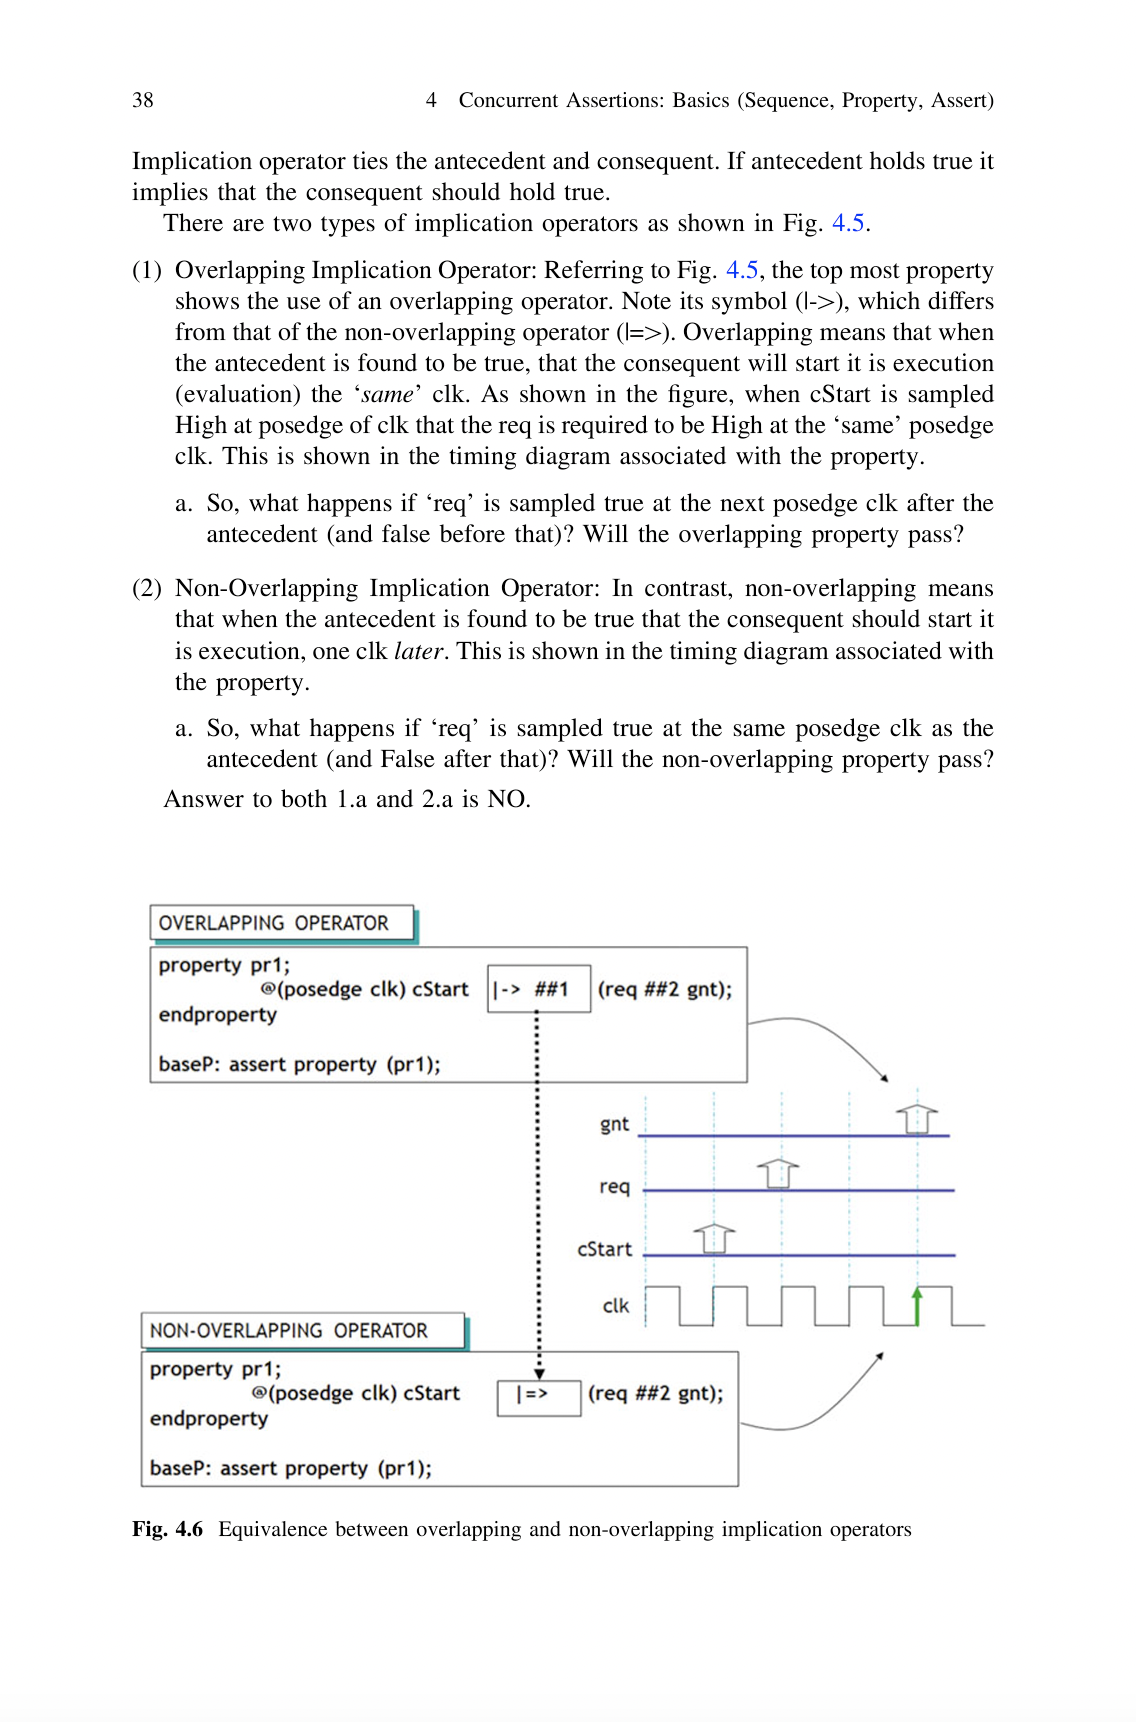 38
4 Concurrent Assertions: Basics (Sequence, Property, Assert)
Implication operator ties the antecedent and consequent. If antecedent holds true it
implies that the consequent should hold true.
There are two types of implication operators as shown in Fig. 4.5.
(1) Overlapping Implication Operator: Referring to Fig. 4.5, the top most property
shows the use of an overlapping operator. Note its symbol (|->), which differs
from that of the non-overlapping operator (|=>). Overlapping means that when
the antecedent is found to be true, that the consequent will start it is execution
(evaluation) the ‘same’ clk. As shown in the figure, when cStart is sampled
High at posedge of clk that the req is required to be High at the ‘same’ posedge
clk. This is shown in the timing diagram associated with the property.
a. So, what happens if ‘req’ is sampled true at the next posedge clk after the
antecedent (and false before that)? Will the overlapping property pass?
(2) Non-Overlapping Implication Operator: In contrast, non-overlapping means
that when the antecedent is found to be true that the consequent should start it
is execution, one clk later. This is shown in the timing diagram associated with
the property.
a. So, what happens if ‘req’ is sampled true at the same posedge clk as the
antecedent (and False after that)? Will the non-overlapping property pass?
Answer to both 1.a and 2.a is NO.
OVERLAPPING OPERATOR
property pr1;
@(posedge clk) cStart |-> ##1 (req ##2 gnt);
endproperty
baseP: assert property (pr1);
gnt
req
cStart
clk
NON-OVERLAPPING OPERATOR
property pr1;
@(posedge clk) cStart |=> (req ##2 gnt);
endproperty
baseP: assert property (pr1);
Fig. 4.6 Equivalence between overlapping and non-overlapping implication operators